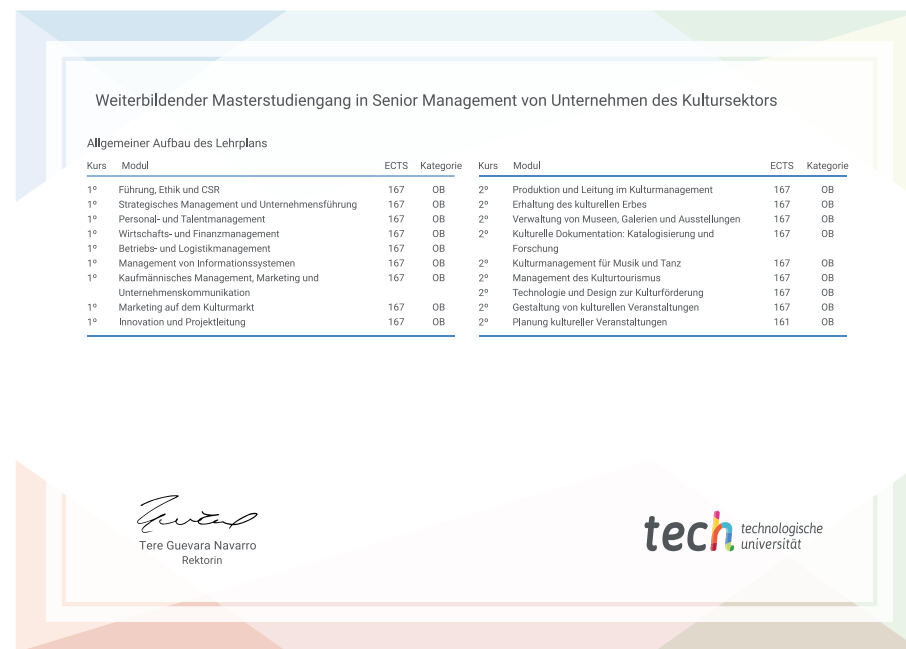 Weiterbildender Masterstudiengang in Senior Management von Unternehmen des Kultursektors
Allgemeiner Aufbau des Lehrplans
Kurs Modul ECTS Kategorie
1º Führung, Ethik und CSR 167 OB
1º Strategisches Management und Unternehmensführung 167 OB
1º Personal- und Talentmanagement 167 OB
1º Wirtschafts- und Finanzmanagement 167 OB
1º Betriebs- und Logistikmanagement 167 OB
1º Management von Informationssystemen 167 OB
1º Kaufmännisches Management, Marketing und 167 OB
Unternehmenskommunikation
1º Marketing auf dem Kulturmarkt 167 OB
1º Innovation und Projektleitung 167 OB
Kurs Modul ECTS Kategorie
2º Produktion und Leitung im Kulturmanagement 167 OB
2º Erhaltung des kulturellen Erbes 167 OB
2º Verwaltung von Museen, Galerien und Ausstellungen 167 OB
2º Kulturelle Dokumentation: Katalogisierung und 167 OB
Forschung
2º Kulturmanagement für Musik und Tanz 167 OB
2º Management des Kulturtourismus 167 OB
2º Technologie und Design zur Kulturförderung 167 OB
2º Gestaltung von kulturellen Veranstaltungen 167 OB
2º Planung kultureller Veranstaltungen 161 OB
Tere Guevara Navarro
Rektorin
tech technologische
universität